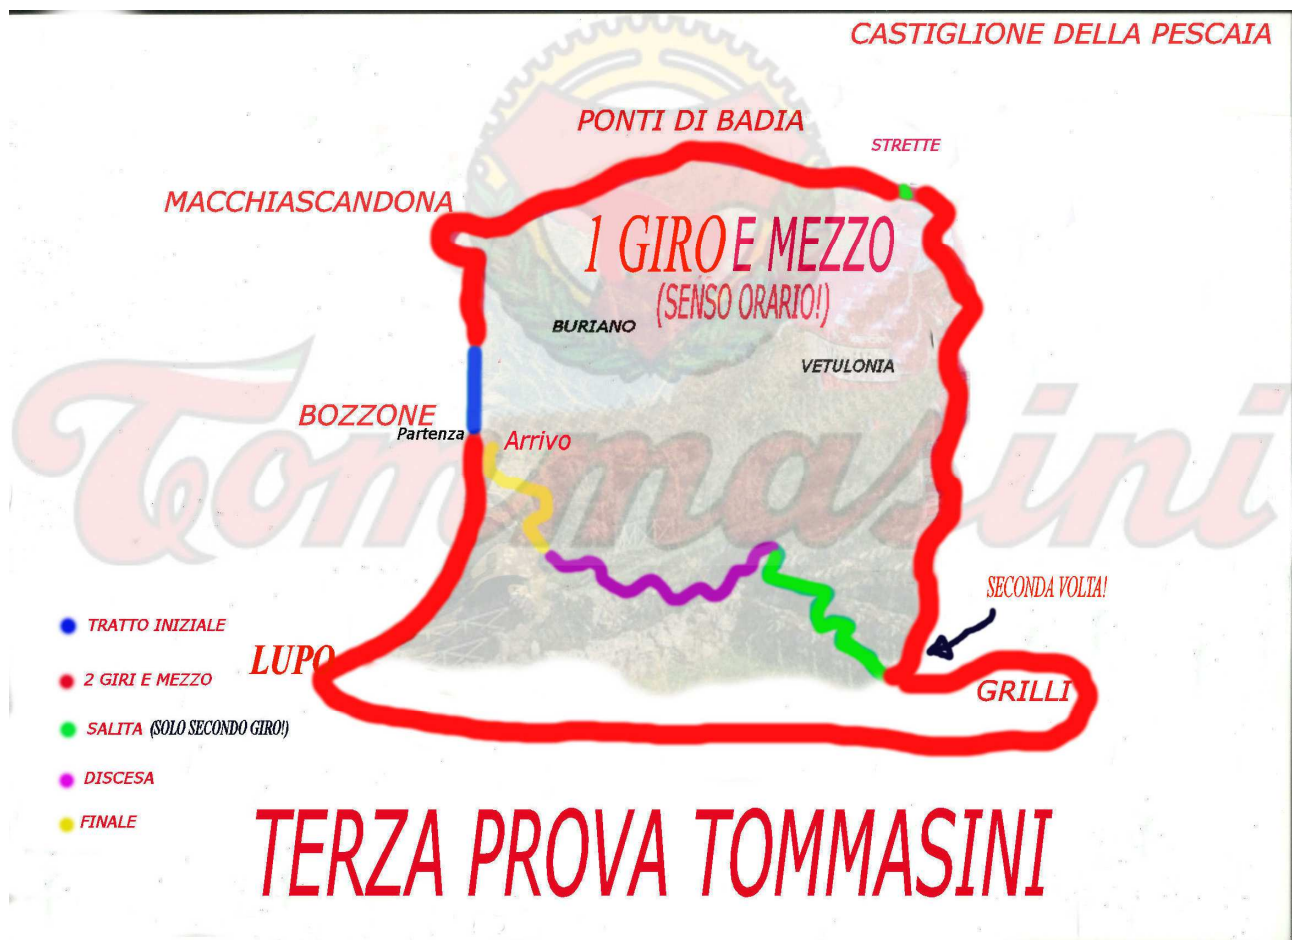 CASTIGLIONE DELLA PESCAIA
PONTI DI BADIA
STRETTE
MACCHIASCANDONA
1 GIRO E MEZZO
(SENSO ORARIO!)
BURIANO
VETULONIA
BOZZONE
Partenza
Arrivo
Tommasini
SECONDA VOLTA!
TRATTO INIZIALE
LUPO
2 GIRI E MEZZO
GRILLI
SALITA (SOLO SECONDO GIRO!)
DISCESA
FINALE
TERZA PROVA TOMMASINI